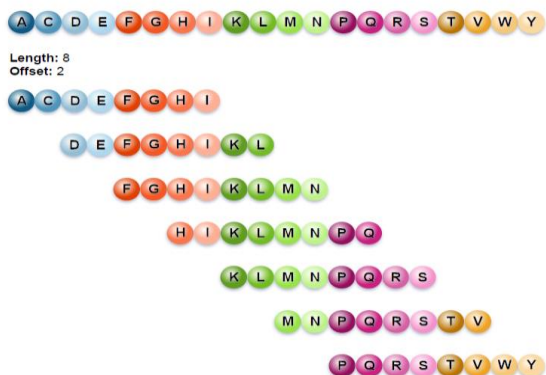 A C D E F G H I K L M N P Q R S T V W Y
Length: 8
Offset: 2
A C D E F G H I
D E F G H I K L
F G H I K L M N
H I K L M N P Q
K L M N P Q R S
M N P Q R S T V
P Q R S T V W Y